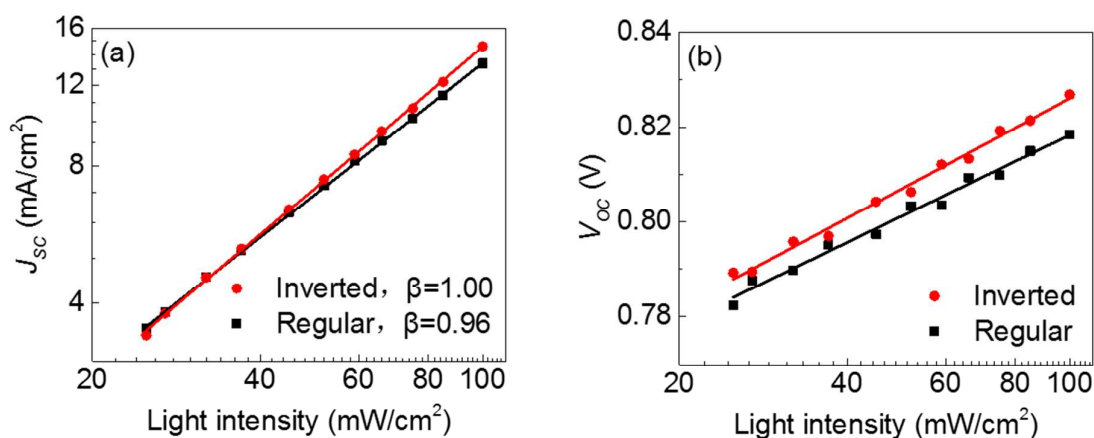 (a)
16
12
8
4
J_SC (mA/cm²)
Inverted, β=1.00
Regular, β=0.96
20 40 60 80 100
Light intensity (mW/cm²)
(b)
0.84
0.82
0.80
0.78
V_OC (V)
Inverted
Regular
20 40 60 80 100
Light intensity (mW/cm²)